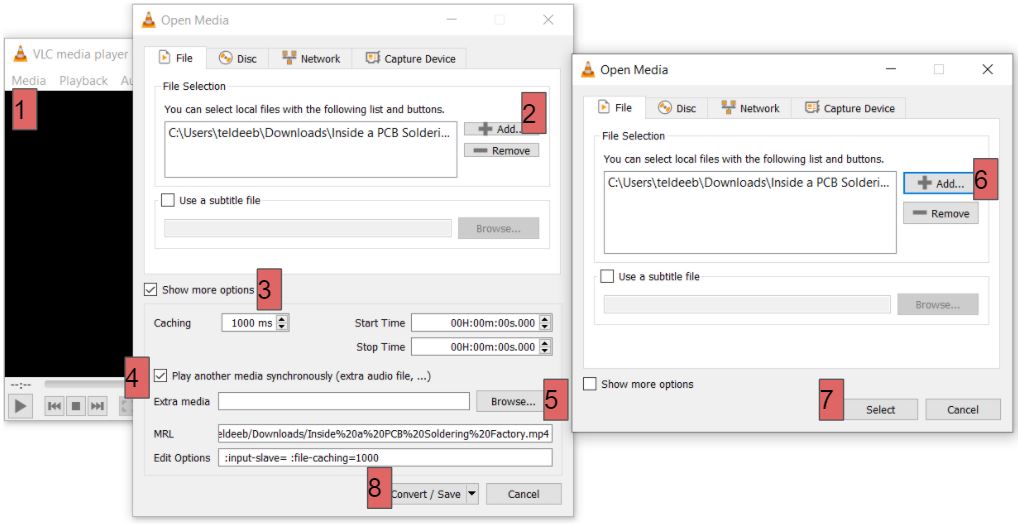 VLC media player
Media Playback Au
1
--:--
Open Media
File Disc Network Capture Device
File Selection
You can select local files with the following list and buttons.
C:\Users\teldeeb\Downloads\Inside a PCB Solderi...
Add...
2
Remove
Use a subtitle file
Browse...
Show more options
3
Caching 1000 ms Start Time 00H:00m:00s.000
Stop Time 00H:00m:00s.000
4
Play another media synchronously (extra audio file, ...)
Extra media Browse...
5
MRL eldeeb/Downloads/Inside%20a%20PCB%20Soldering%20Factory.mp4
Edit Options :input-slave= :file-caching=1000
8
Convert / Save Cancel
Open Media
File Disc Network Capture Device
File Selection
You can select local files with the following list and buttons.
C:\Users\teldeeb\Downloads\Inside a PCB Solderi...
Add...
6
Remove
Use a subtitle file
Browse...
Show more options
7
Select Cancel